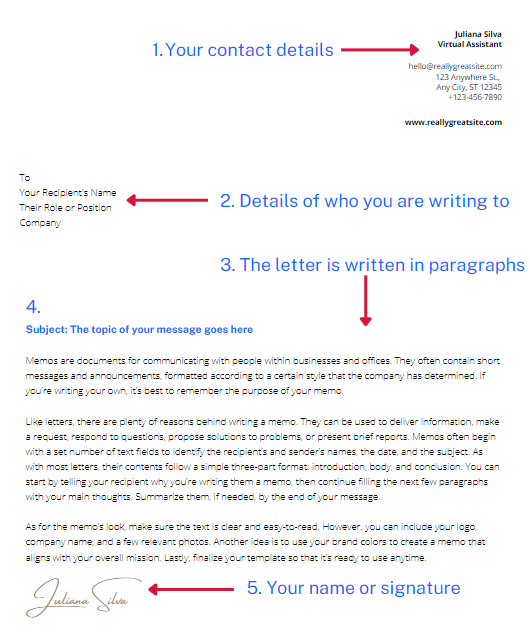 Juliana Silva
1. Your contact details
Virtual Assistant
hello@reallygreatsite.com
123 Anywhere St.,
Any City, ST 12345
+123-456-7890
www.reallygreatsite.com
To
Your Recipient's Name
Their Role or Position
Company
2. Details of who you are writing to
3. The letter is written in paragraphs
4.
Subject: The topic of your message goes here
Memos are documents for communicating with people within businesses and offices. They often contain short
messages and announcements, formatted according to a certain style that the company has determined. If
you're writing your own, it's best to remember the purpose of your memo.
Like letters, there are plenty of reasons behind writing a memo. They can be used to deliver information, make
a request, respond to questions, propose solutions to problems, or present brief reports. Memos often begin
with a set number of text fields to identify the recipient's and sender's names, the date, and the subject. As
with most letters, their contents follow a simple three-part format: introduction, body, and conclusion. You can
start by telling your recipient why you're writing them a memo, then continue filling the next few paragraphs
with your main thoughts. Summarize them, if needed, by the end of your message.
As for the memo's look, make sure the text is clear and easy-to-read. However, you can include your logo,
company name, and a few relevant photos. Another idea is to use your brand colors to create a memo that
aligns with your overall mission. Lastly, finalize your template so that it's ready to use anytime.
Juliana Silva
5. Your name or signature